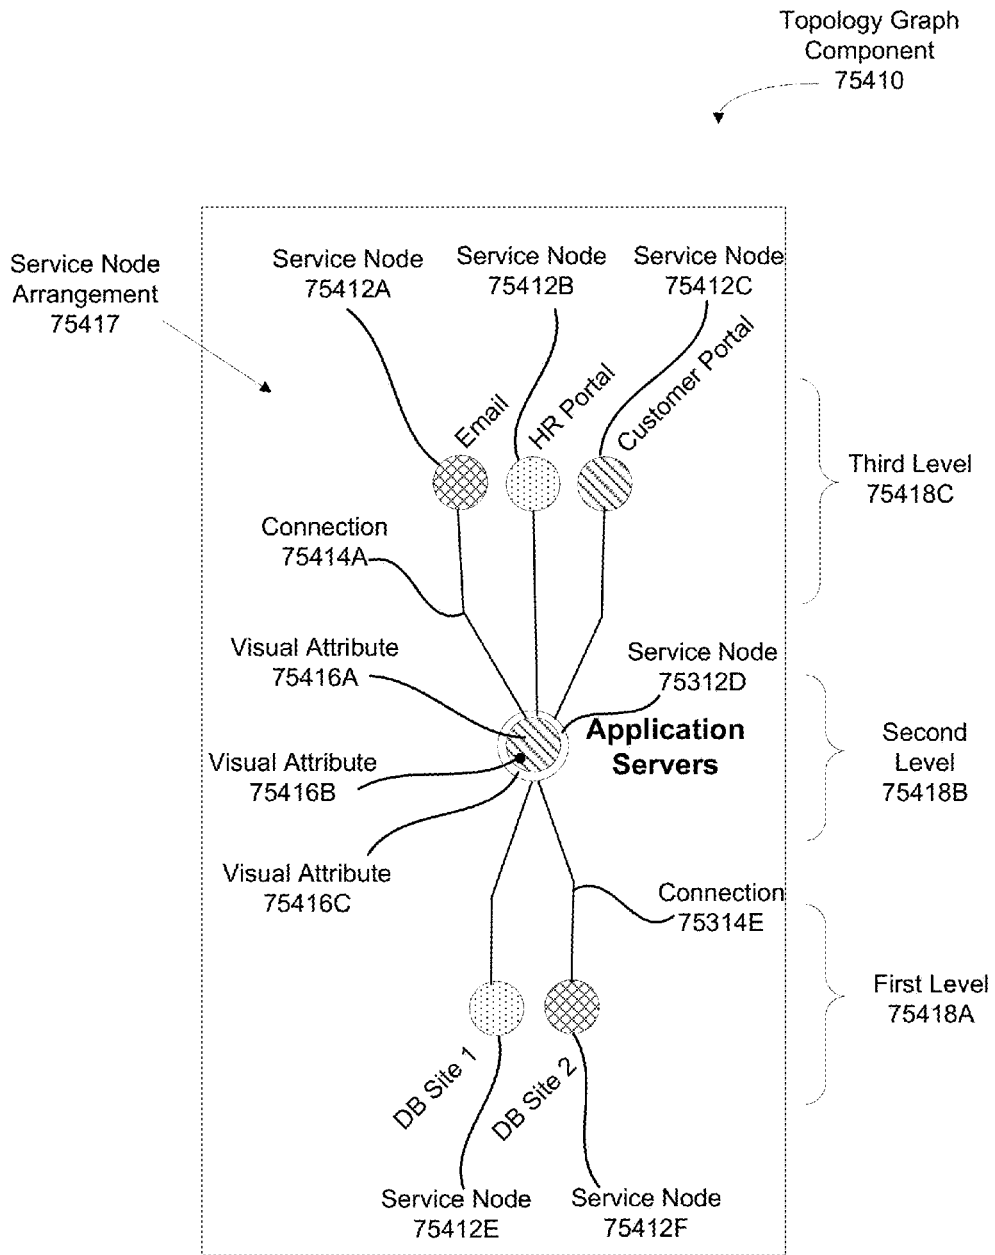 Topology Graph
Component
75410
Service Node
Arrangement
75417
Service Node
75412A
Service Node
75412B
Service Node
75412C
Email
HR Portal
Customer Portal
Third Level
75418C
Connection
75414A
Visual Attribute
75416A
Service Node
75312D
Application
Servers
Visual Attribute
75416B
Second
Level
75418B
Visual Attribute
75416C
Connection
75314E
First Level
75418A
DB Site 1
DB Site 2
Service Node
75412E
Service Node
75412F